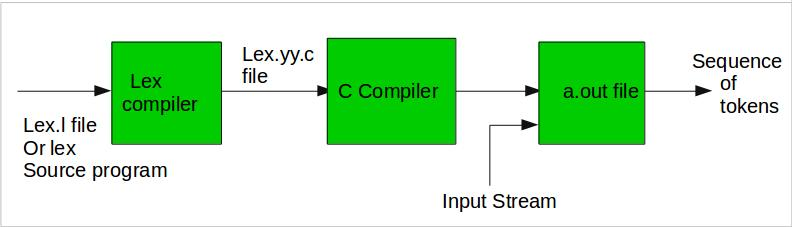 Lex.l file
Or lex
Source program
Lex
compiler
Lex.yy.c
file
C Compiler
a.out file
Input Stream
Sequence
of
tokens